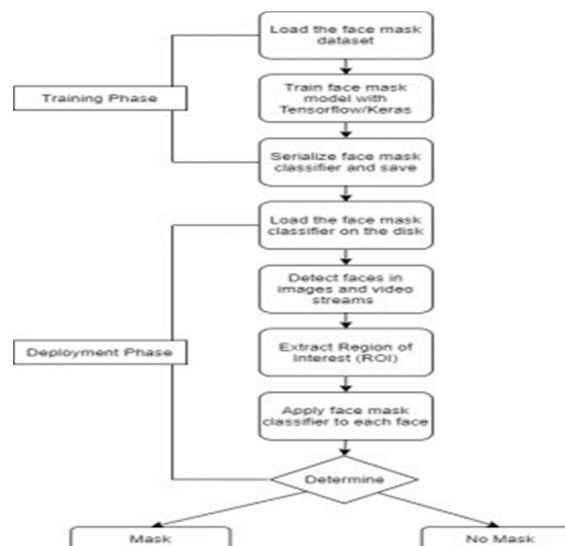 Load the face mask
dataset
Training Phase
Train face mask
model with
Tensorflow/Keras
Serialize face mask
classifier and save
Load the face mask
classifier on the disk
Detect faces in
images and video
streams
Deployment Phase
Extract Region of
Interest (ROI)
Apply face mask
classifier to each face
Determine
Mask
No Mask